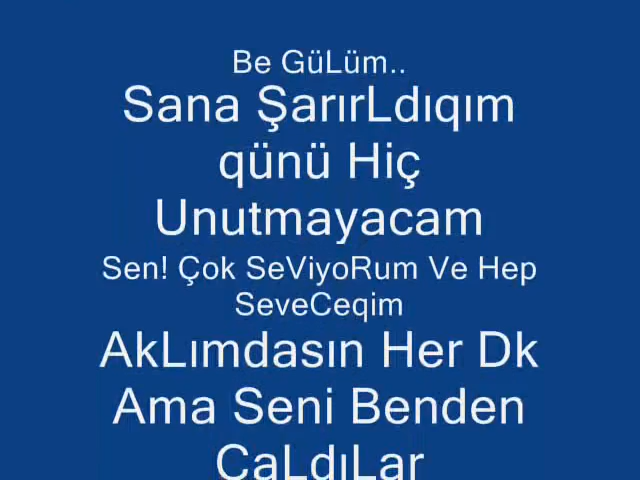 Be GüLüm..
Sana ŞarırLdıqım
qünü Hiç
Unutmayacam
Sen! Çok SeViyoRum Ve Hep
SeveCeqim
AkLımdasın Her Dk
Ama Seni Benden
CaLdıLar